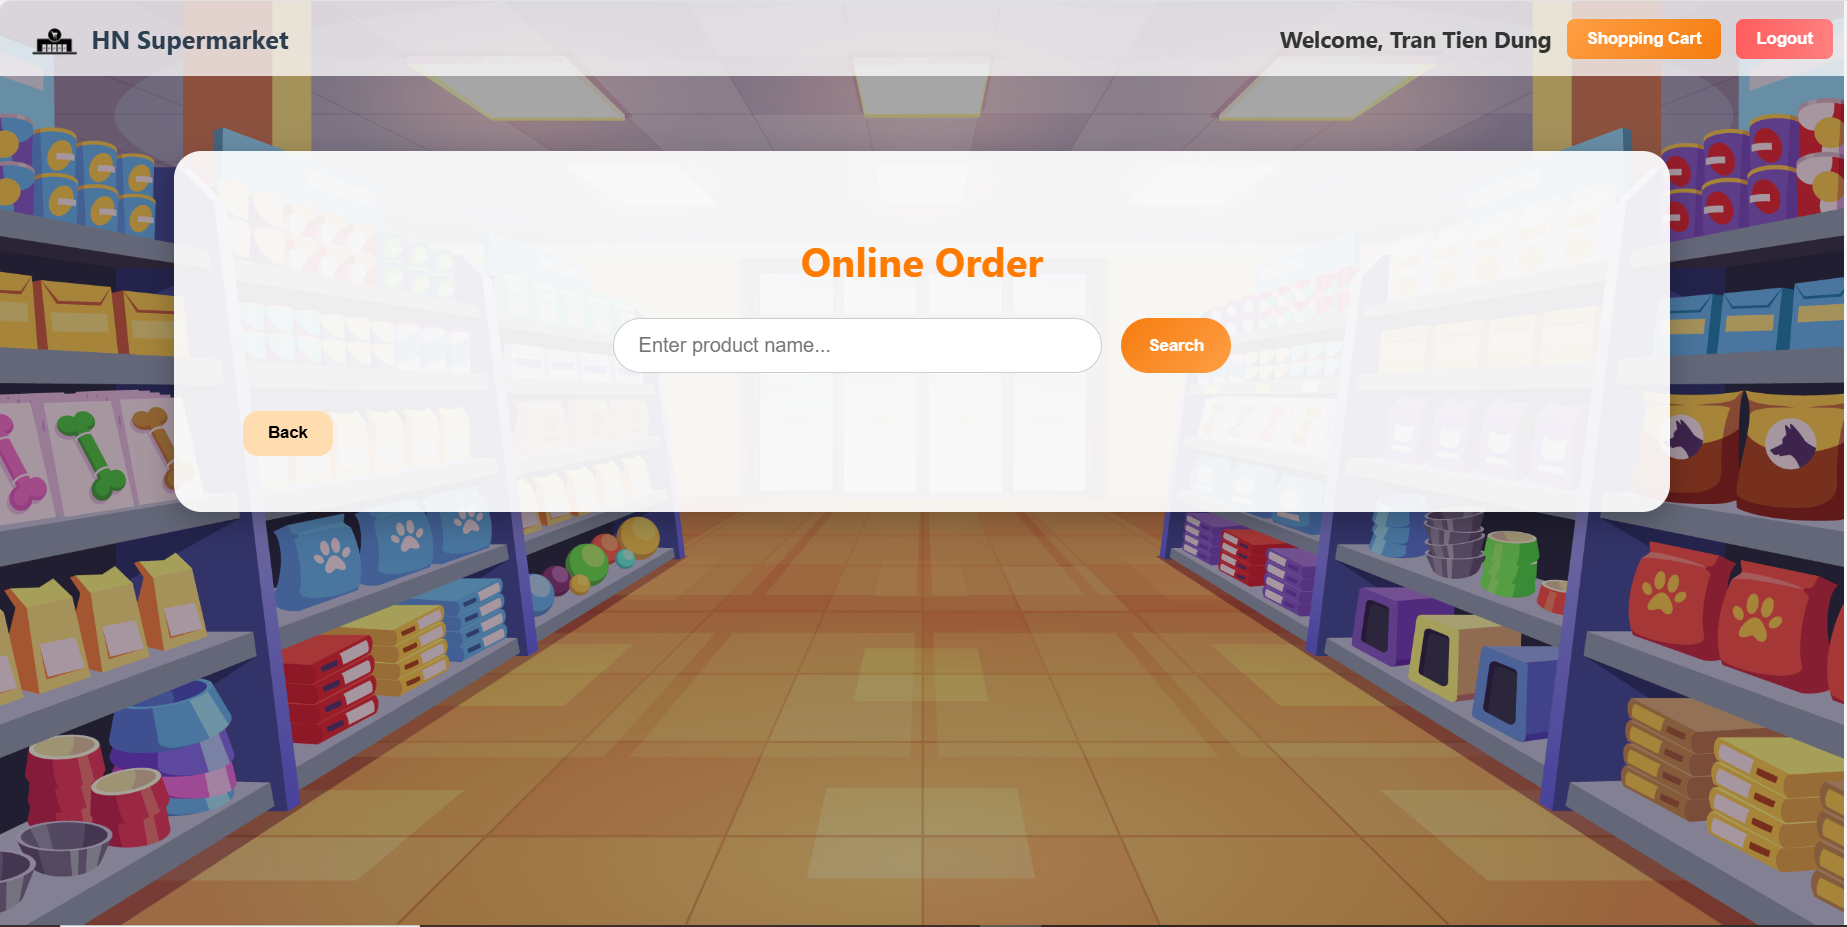 HN Supermarket
Welcome, Tran Tien Dung
Shopping Cart
Logout
Online Order
Enter product name...
Search
Back